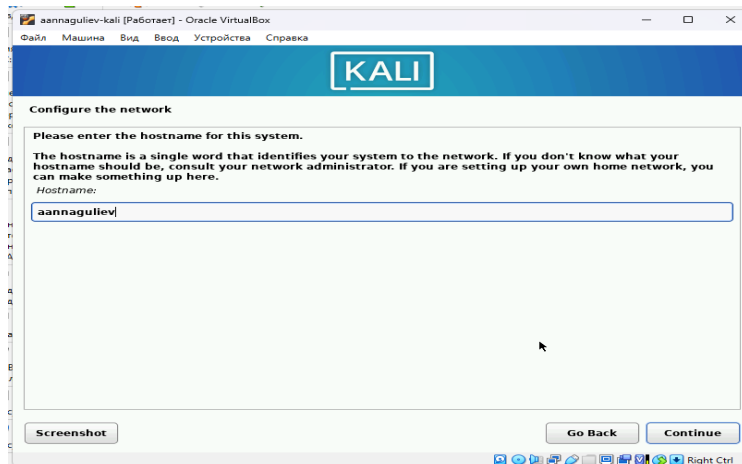 aannaguliev-kali [Работает] - Oracle VirtualBox
Файл Машина Вид Ввод Устройства Справка
KALI
Configure the network
Please enter the hostname for this system.
The hostname is a single word that identifies your system to the network. If you don't know what your
hostname should be, consult your network administrator. If you are setting up your own home network, you
can make something up here.
Hostname:
aannaguliev
Screenshot Go Back Continue
Right Ctrl